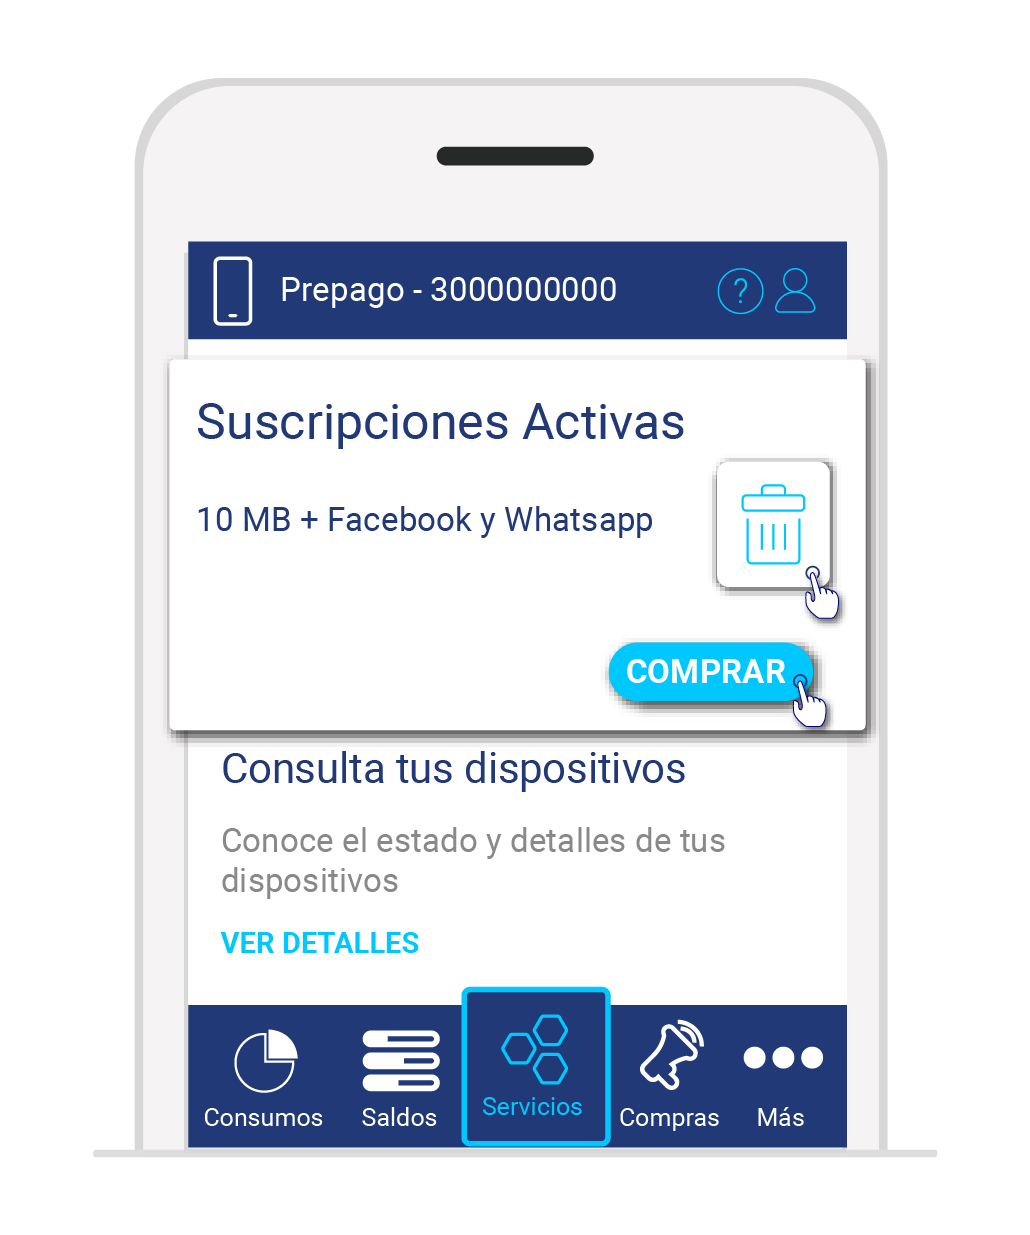 Prepago - 3000000000
?
Suscripciones Activas
10 MB + Facebook y Whatsapp
COMPRAR
Consulta tus dispositivos
Conoce el estado y detalles de tus
dispositivos
VER DETALLES
Consumos Saldos Servicios Compras Más